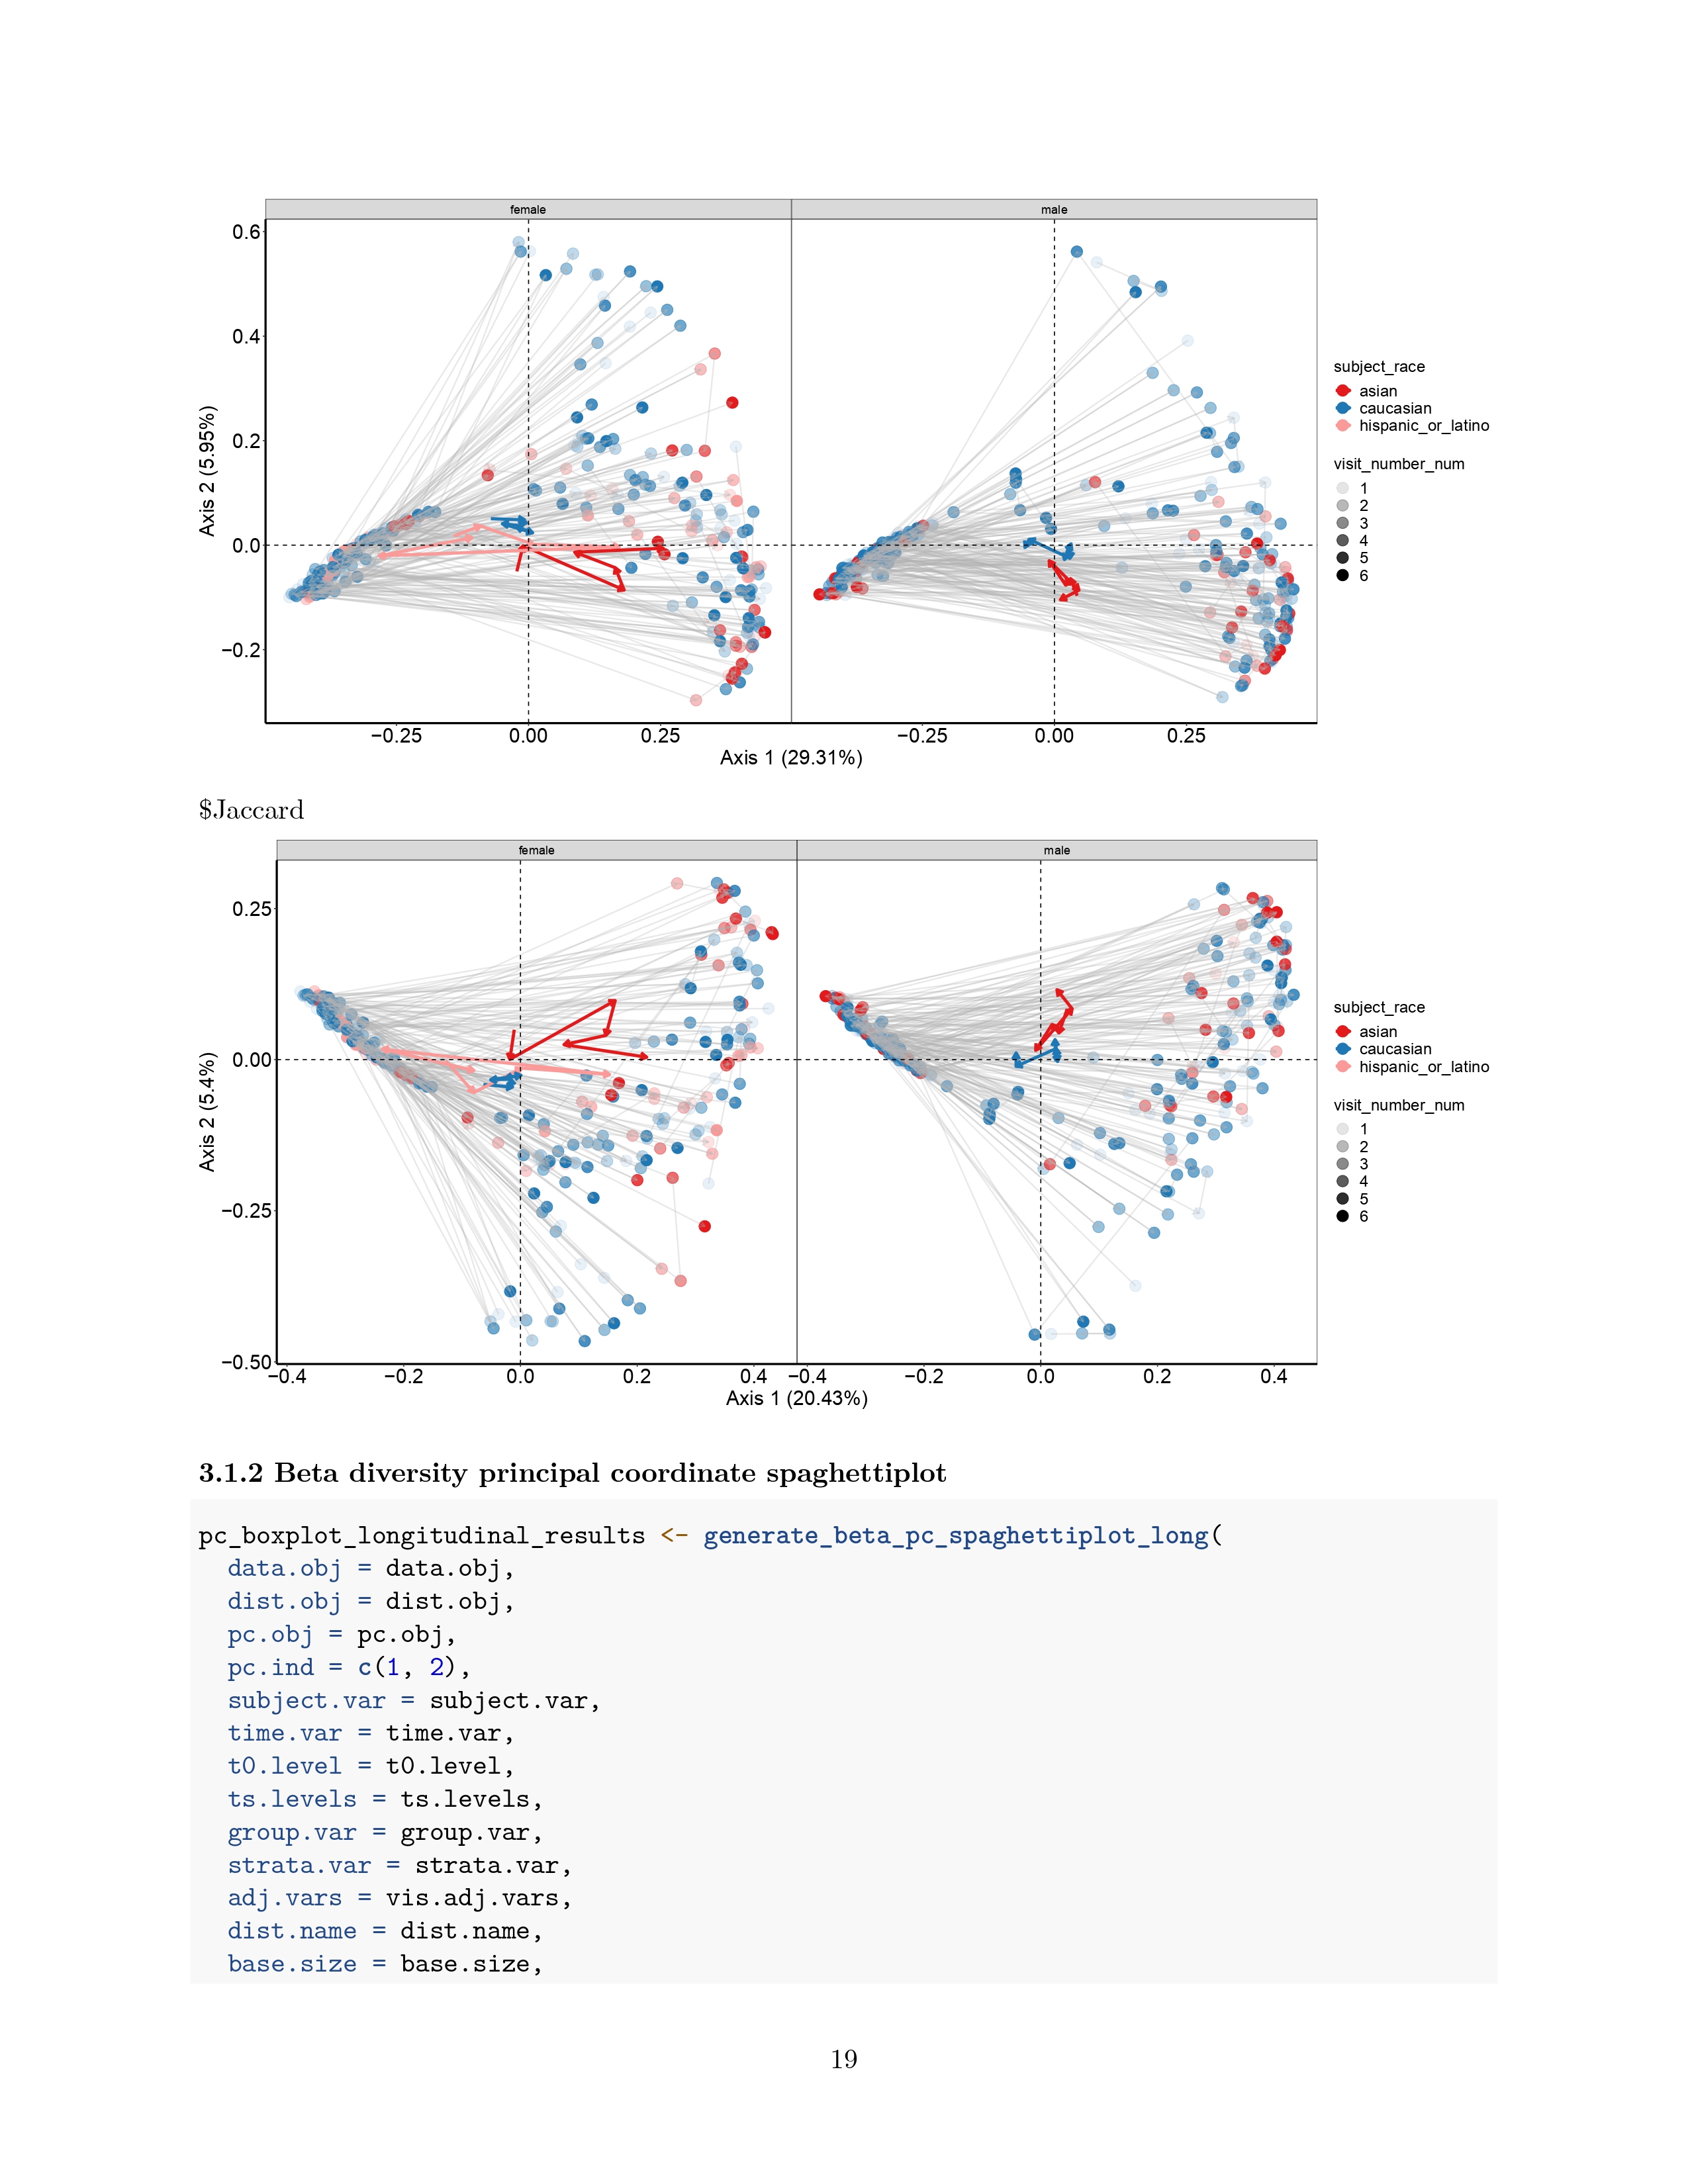 female
male
0.6
0.4
0.2
0.0
−0.2
Axis 2 (5.95%)
−0.25
0.00
0.25
−0.25
0.00
0.25
Axis 1 (29.31%)
subject_race
asian
caucasian
hispanic_or_latino
visit_number_num
1
2
3
4
5
6
$Jaccard
female
male
0.25
0.00
−0.25
−0.50
Axis 2 (5.4%)
−0.4
−0.2
0.0
0.2
0.4
−0.4
−0.2
0.0
0.2
0.4
Axis 1 (20.43%)
subject_race
asian
caucasian
hispanic_or_latino
visit_number_num
1
2
3
4
5
6
3.1.2 Beta diversity principal coordinate spaghettiplot
pc_boxplot_longitudinal_results <- generate_beta_pc_spaghettiplot_long(
data.obj = data.obj,
dist.obj = dist.obj,
pc.obj = pc.obj,
pc.ind = c(1, 2),
subject.var = subject.var,
time.var = time.var,
t0.level = t0.level,
ts.levels = ts.levels,
group.var = group.var,
strata.var = strata.var,
adj.vars = vis.adj.vars,
dist.name = dist.name,
base.size = base.size,
19